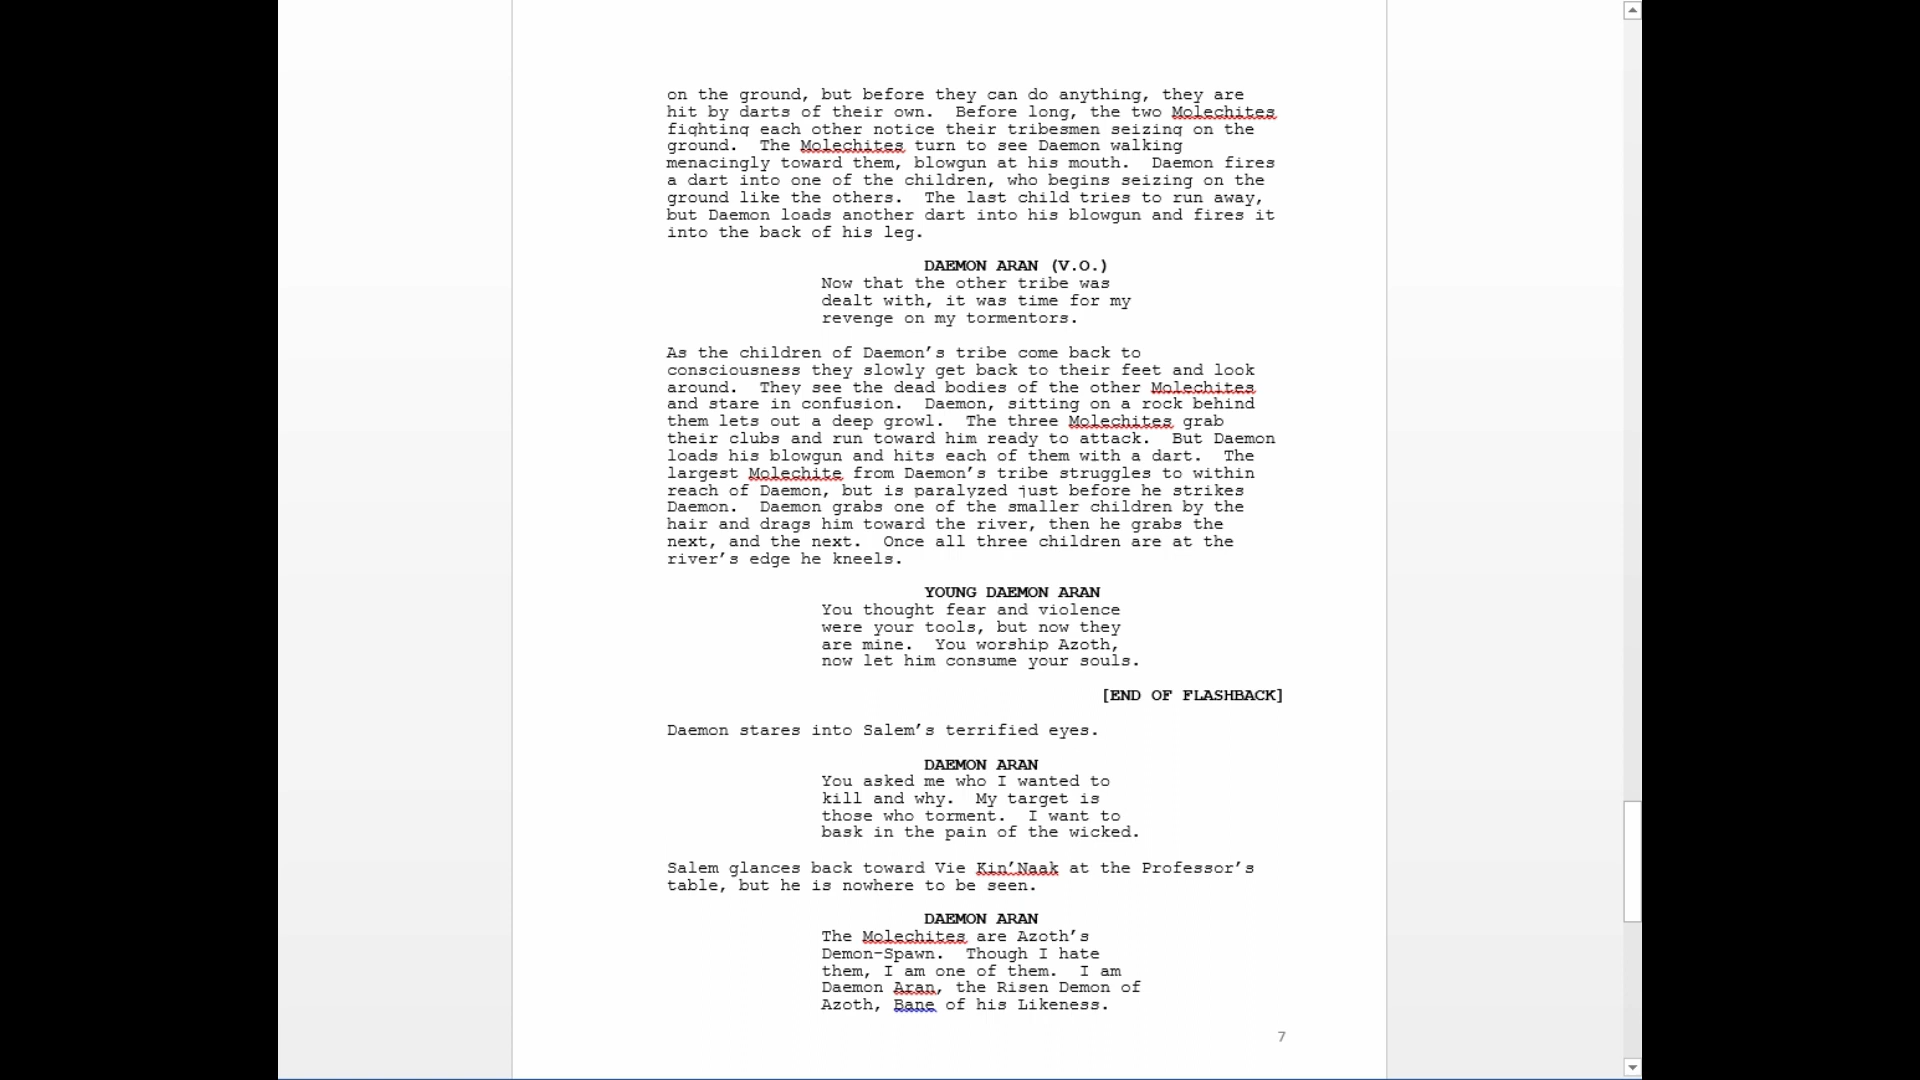 on the ground, but before they can do anything, they are
hit by darts of their own.  Before long, the two Molechites
fighting each other notice their tribesmen seizing on the
ground.  The Molechites turn to see Daemon walking
menacingly toward them, blowgun at his mouth.  Daemon fires
a dart into one of the children, who begins seizing on the
ground like the others.  The last child tries to run away,
but Daemon loads another dart into his blowgun and fires it
into the back of his leg.
DAEMON ARAN (V.O.)
Now that the other tribe was
dealt with, it was time for my
revenge on my tormentors.
As the children of Daemon’s tribe come back to
consciousness they slowly get back to their feet and look
around.  They see the dead bodies of the other Molechites
and stare in confusion.  Daemon, sitting on a rock behind
them lets out a deep growl.  The three Molechites grab
their clubs and run toward him ready to attack.  But Daemon
loads his blowgun and hits each of them with a dart.  The
largest Molechite from Daemon’s tribe struggles to within
reach of Daemon, but is paralyzed just before he strikes
Daemon.  Daemon grabs one of the smaller children by the
hair and drags him toward the river, then he grabs the
next, and the next.  Once all three children are at the
river’s edge he kneels.
YOUNG DAEMON ARAN
You thought fear and violence
were your tools, but now they
are mine.  You worship Azoth,
now let him consume your souls.
[END OF FLASHBACK]
Daemon stares into Salem’s terrified eyes.
DAEMON ARAN
You asked me who I wanted to
kill and why.  My target is
those who torment.  I want to
bask in the pain of the wicked.
Salem glances back toward Vie Kin’Naak at the Professor’s
table, but he is nowhere to be seen.
DAEMON ARAN
The Molechites are Azoth’s
Demon-Spawn.  Though I hate
them, I am one of them.  I am
Daemon Aran, the Risen Demon of
Azoth, Bane of his Likeness.
7